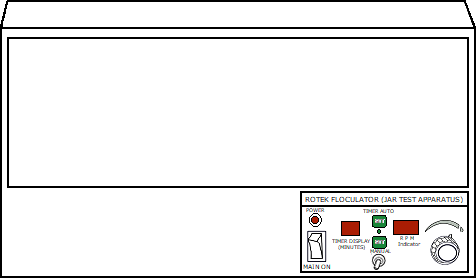 ROTEK FLOCULATOR (JAR TEST APPARATUS)
POWER
TIMER AUTO
TIMER DISPLAY
(MINUTES)
MANUAL
R P M
Indicator
MAIN ON